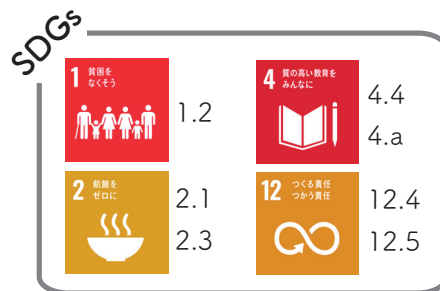 SDGs
1 貧困を
なくそう
1.2
4 質の高い教育を
みんなに
4.4
4.a
2 飢餓を
ゼロに
2.1
2.3
12 つくる責任
つかう責任
12.4
12.5